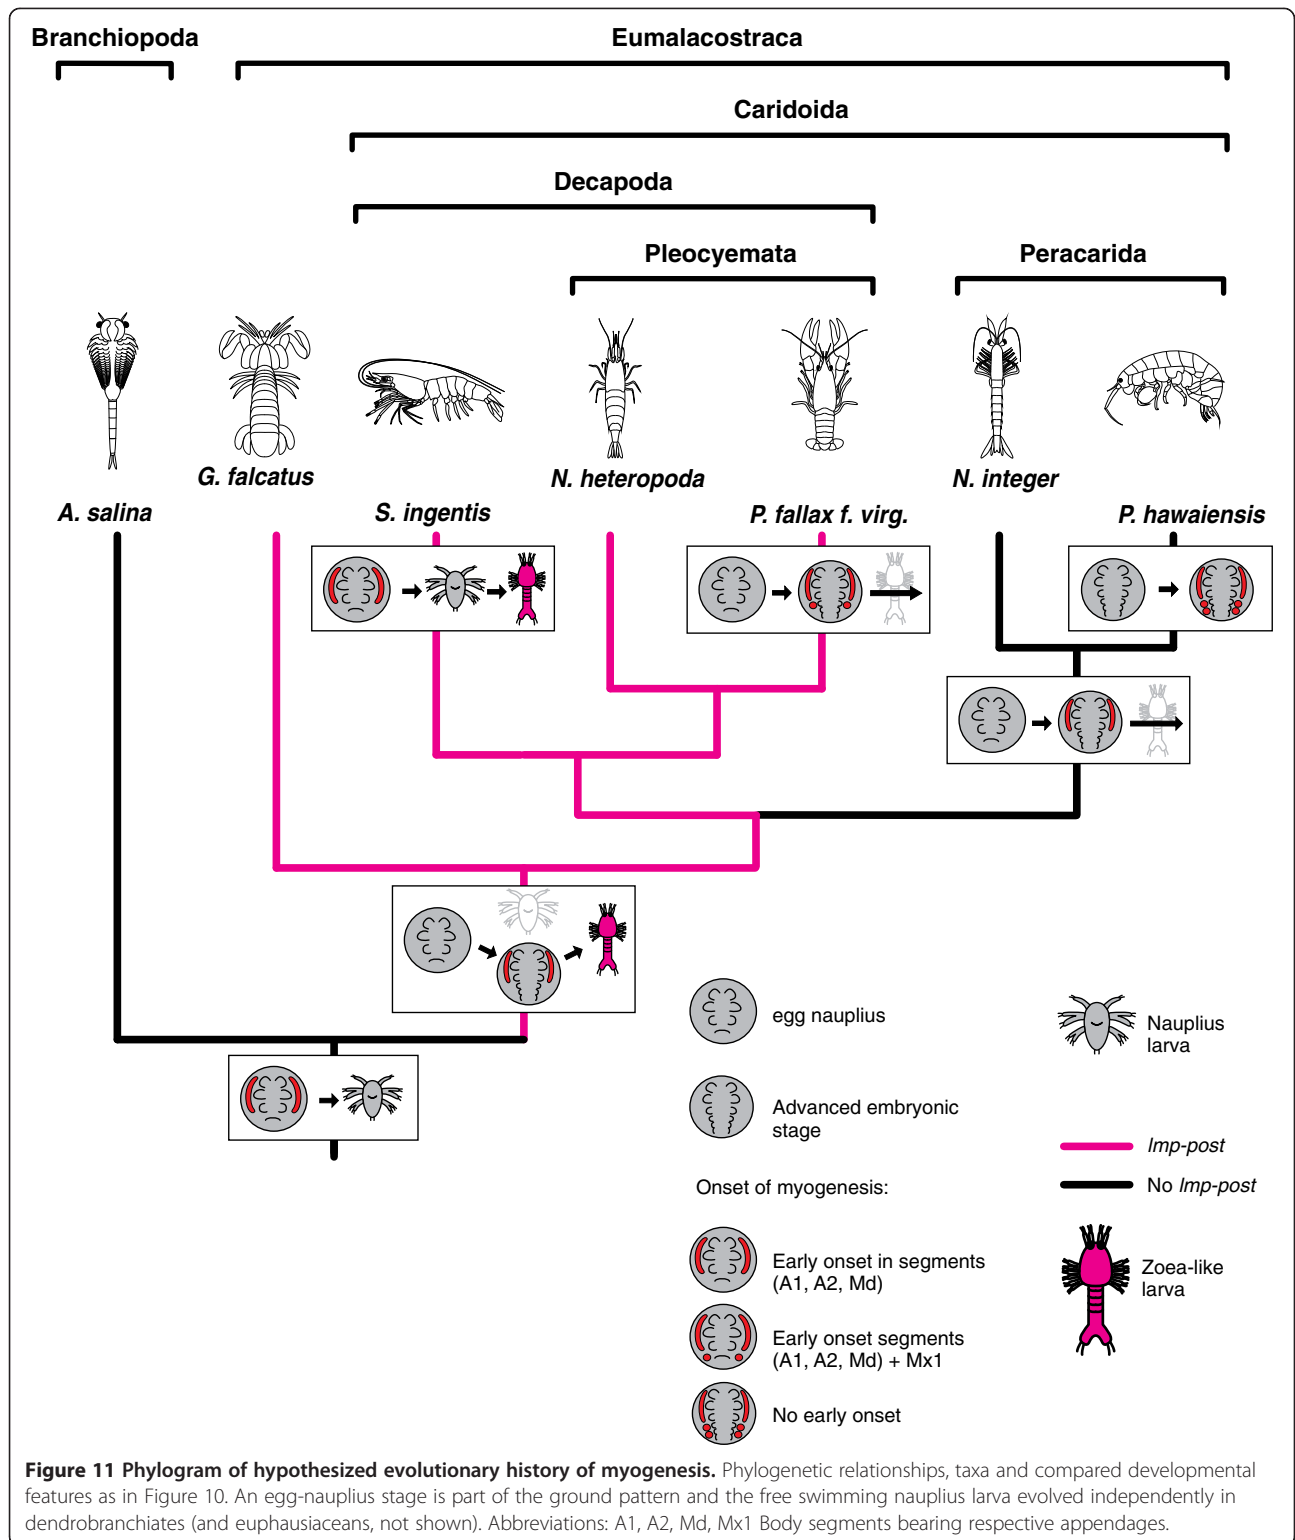 Branchiopoda
Eumalacostraca
Caridoida
Decapoda
Pleocyemata
Peracarida
G. falcatus
N. heteropoda
N. integer
A. salina
S. ingentis
P. fallax f. virg.
P. hawaiensis
egg nauplius
Nauplius
larva
Advanced embryonic
stage
Imp-post
Onset of myogenesis:
No Imp-post
Early onset in segments
(A1, A2, Md)
Zoea-like
larva
Early onset segments
(A1, A2, Md) + Mx1
No early onset
Figure 11 Phylogram of hypothesized evolutionary history of myogenesis. Phylogenetic relationships, taxa and compared developmental
features as in Figure 10. An egg-nauplius stage is part of the ground pattern and the free swimming nauplius larva evolved independently in
dendrobranchiates (and euphausiaceans, not shown). Abbreviations: A1, A2, Md, Mx1 Body segments bearing respective appendages.